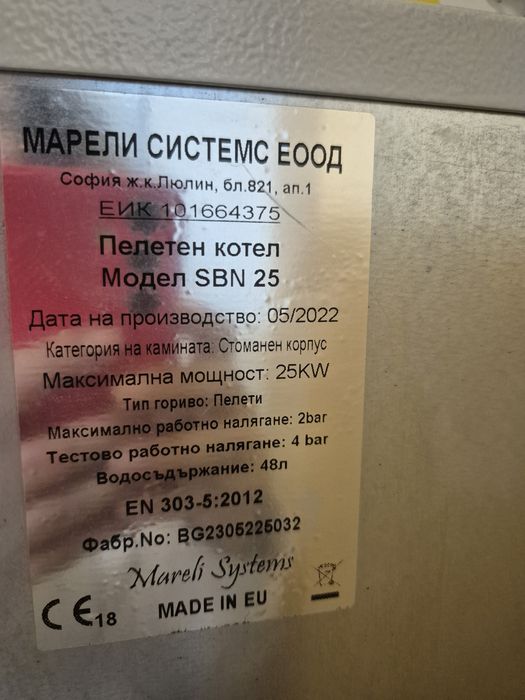 МАРЕЛИ СИСТЕМС ЕООД
София ж.к.Люлин, бл.821, ап.1
ЕИК 101664375
Пелетен котел
Модел SBN 25
Дата на производство: 05/2022
Категория на камината: Стоманен корпус
Максимална мощност: 25KW
Тип гориво: Пелети
Максимално работно налягане: 2bar
Тестово работно налягане: 4 bar
Водосъдържание: 48л
EN 303-5:2012
Фабр.No: BG2305225032
Mareli Systems
CE18 MADE IN EU